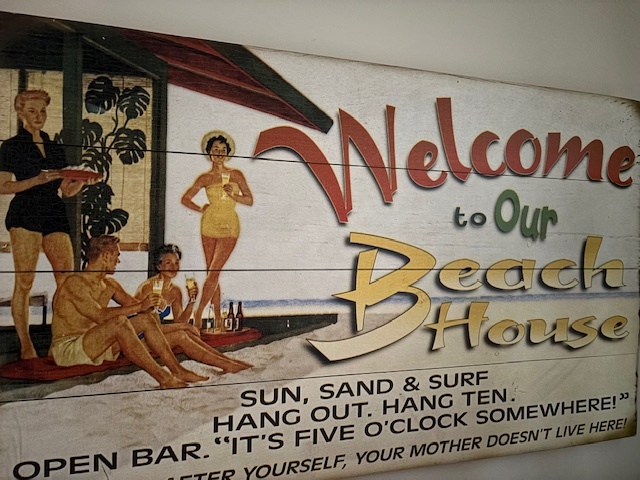 Welcome
to Our
Beach
House
SUN, SAND & SURF
HANG OUT. HANG TEN.
OPEN BAR. "IT'S FIVE O'CLOCK SOMEWHERE!"
AFTER YOURSELF, YOUR MOTHER DOESN'T LIVE HERE!